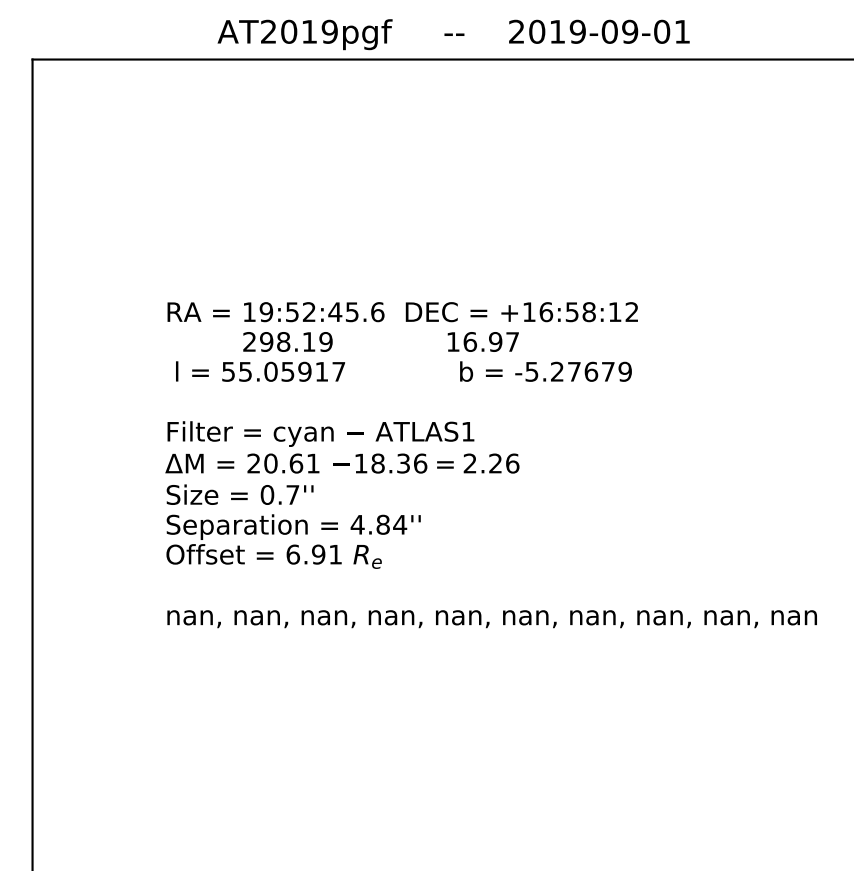 AT2019pgf -- 2019-09-01
RA = 19:52:45.6 DEC = +16:58:12
298.19 16.97
l = 55.05917 b = -5.27679
Filter = cyan − ATLAS1
ΔM = 20.61 −18.36 = 2.26
Size = 0.7''
Separation = 4.84''
Offset = 6.91 Rₑ
nan, nan, nan, nan, nan, nan, nan, nan, nan, nan